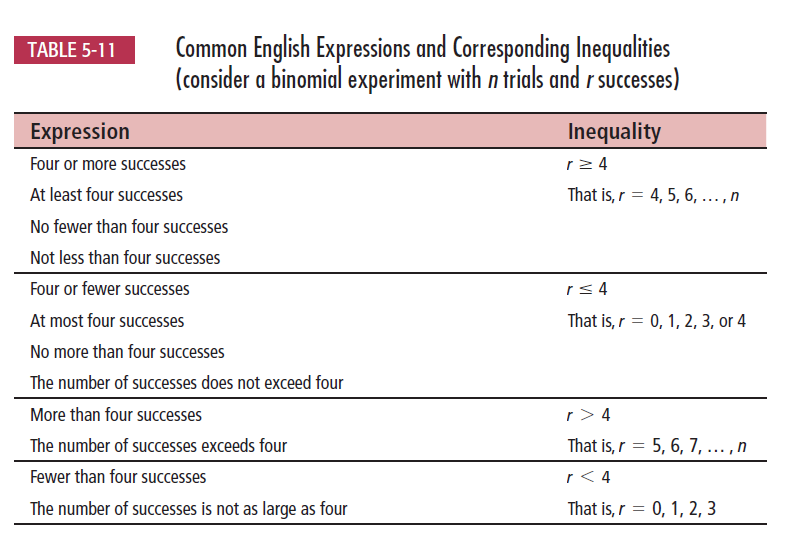 TABLE 5-11
Common English Expressions and Corresponding Inequalities
(consider a binomial experiment with n trials and r successes)
Expression Inequality
Four or more successes r ≥ 4
At least four successes That is, r = 4, 5, 6, … , n
No fewer than four successes
Not less than four successes
Four or fewer successes r ≤ 4
At most four successes That is, r = 0, 1, 2, 3, or 4
No more than four successes
The number of successes does not exceed four
More than four successes r > 4
The number of successes exceeds four That is, r = 5, 6, 7, … , n
Fewer than four successes r < 4
The number of successes is not as large as four That is, r = 0, 1, 2, 3